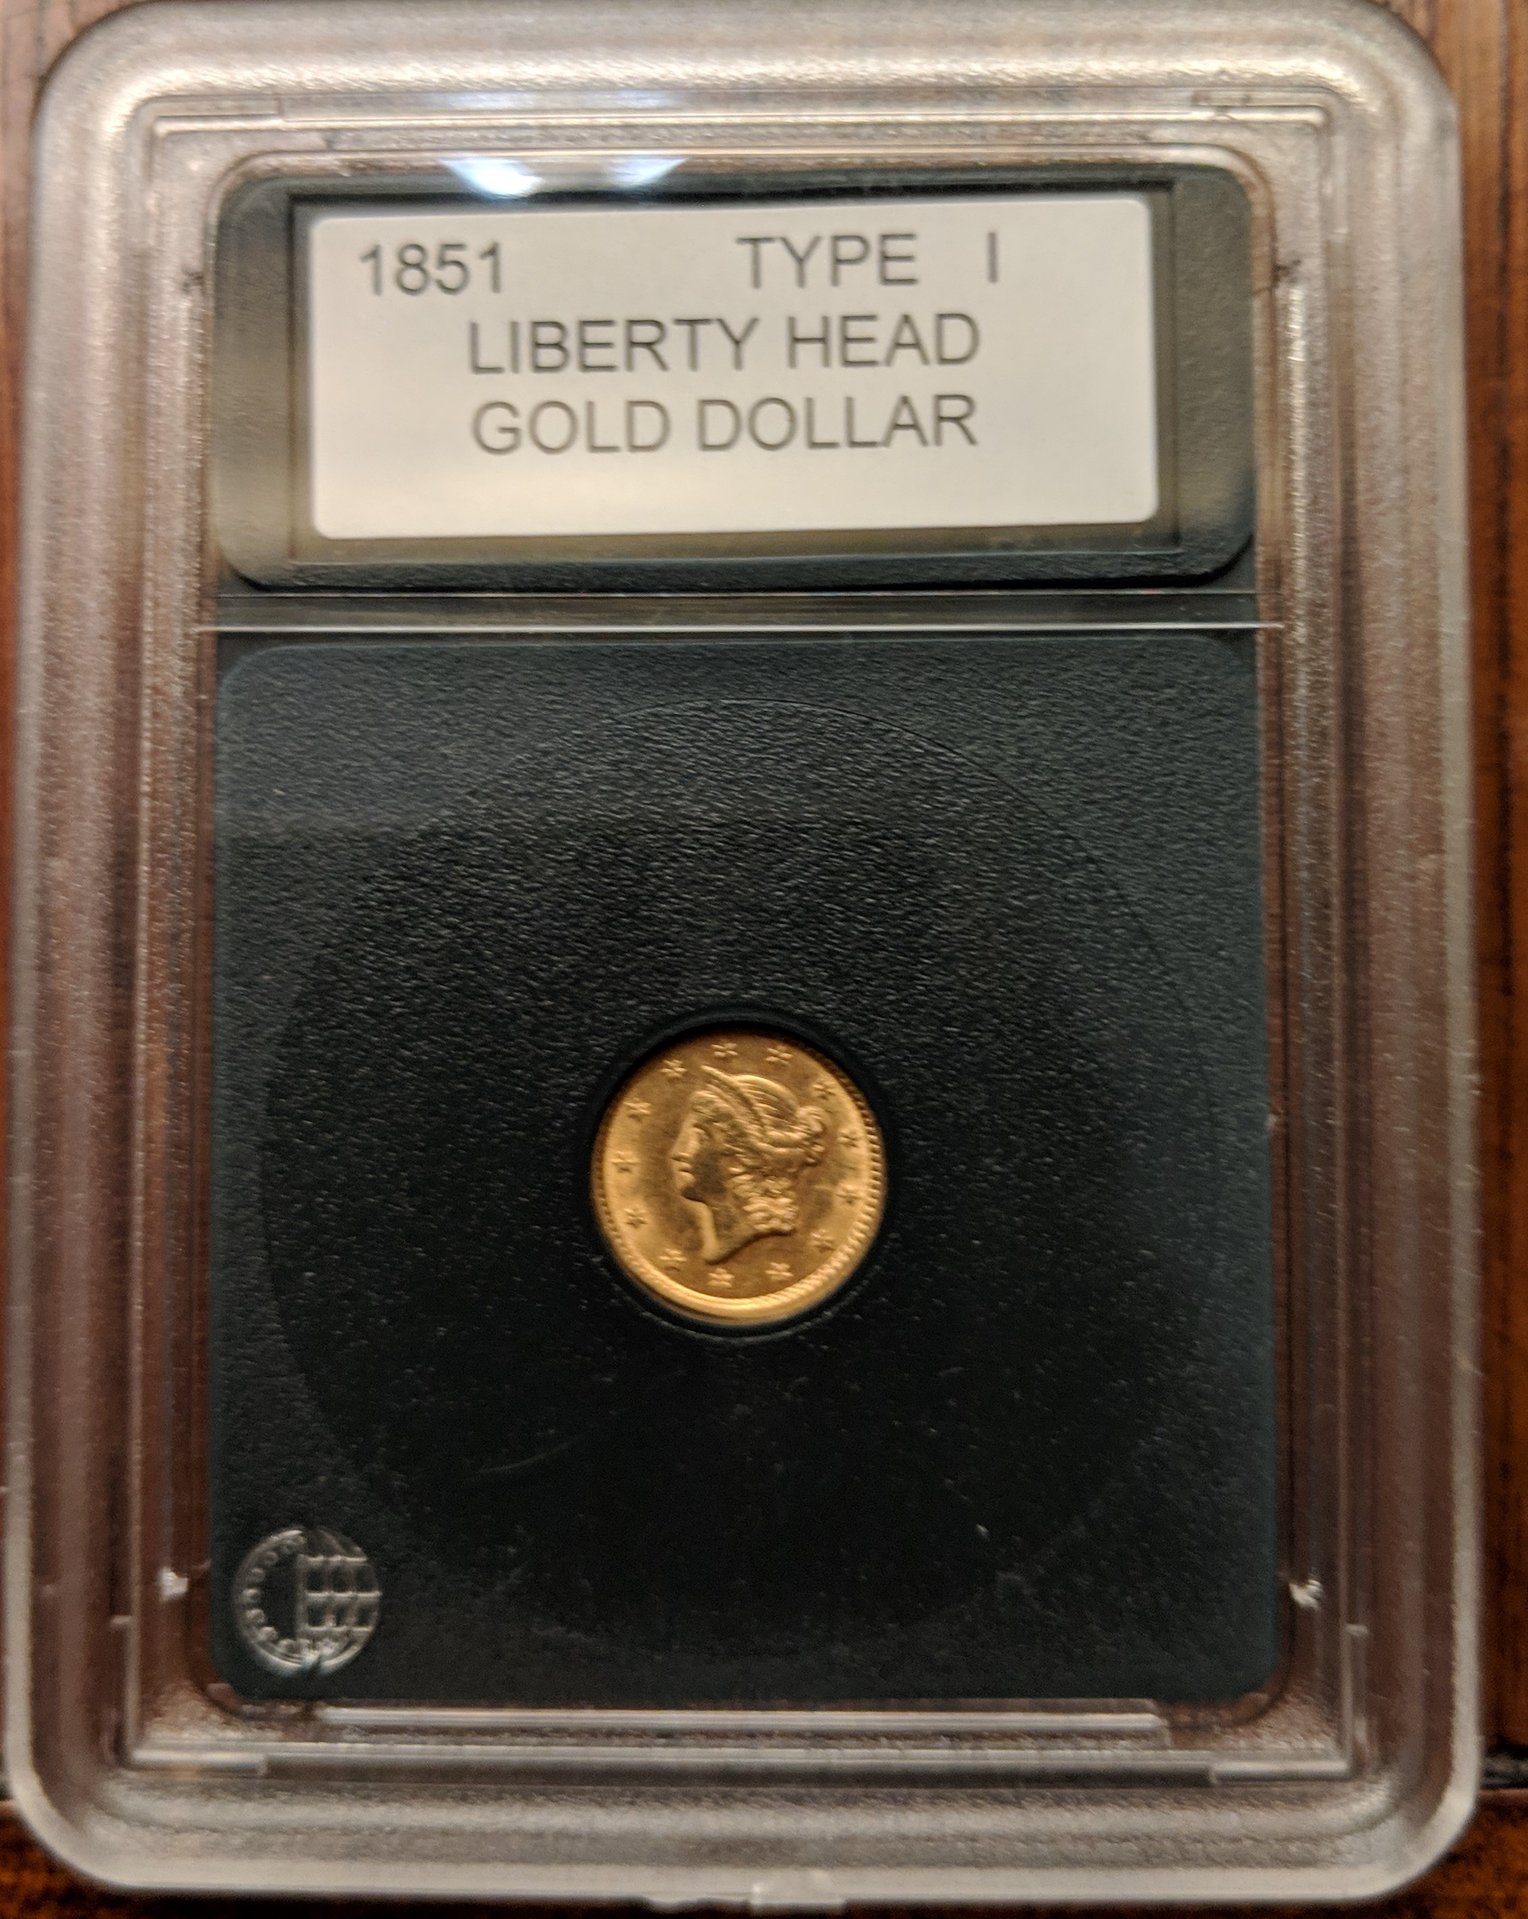 1851 TYPE I
LIBERTY HEAD
GOLD DOLLAR